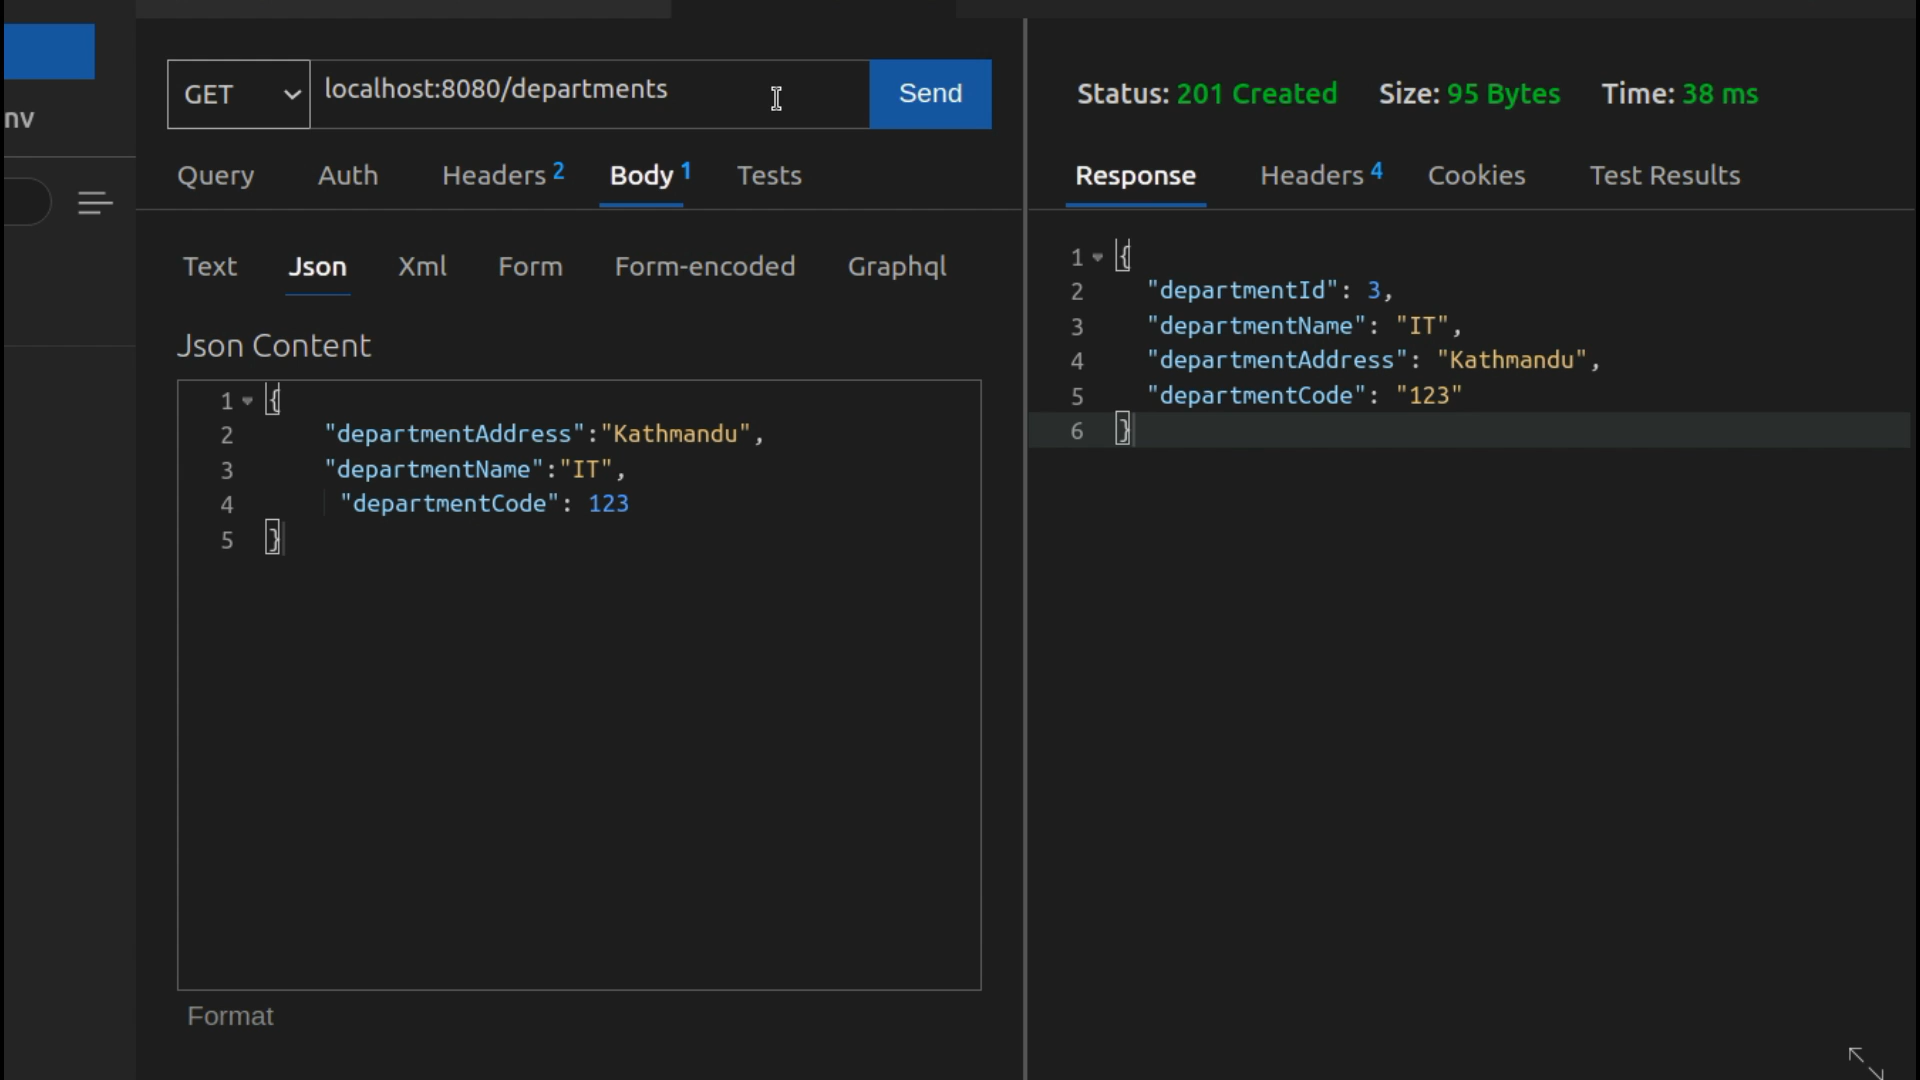 nv
GET localhost:8080/departments Send
Query Auth Headers 2 Body 1 Tests
Text Json Xml Form Form-encoded Graphql
Json Content
1 {
2 "departmentAddress":"Kathmandu",
3 "departmentName":"IT",
4 "departmentCode": 123
5 }
Format
Status: 201 Created Size: 95 Bytes Time: 38 ms
Response Headers 4 Cookies Test Results
1 {
2 "departmentId": 3,
3 "departmentName": "IT",
4 "departmentAddress": "Kathmandu",
5 "departmentCode": "123"
6 }